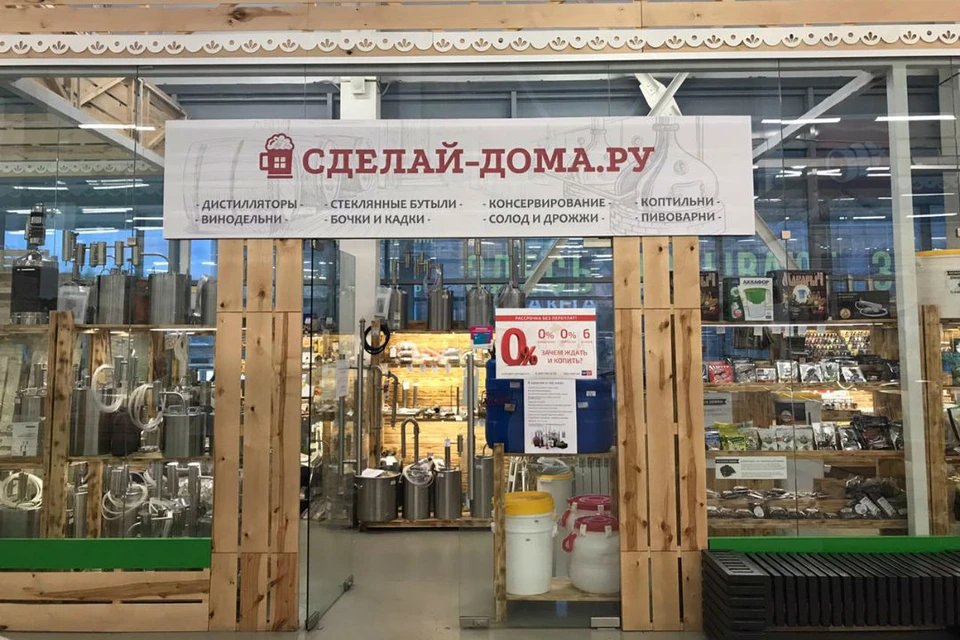 СДЕЛАЙ-ДОМА.РУ
- ДИСТИЛЛЯТОРЫ - - СТЕКЛЯННЫЕ БУТЫЛИ - - КОНСЕРВИРОВАНИЕ - - КОПТИЛЬНИ -
- ВИНОДЕЛЬНИ - - БОЧКИ И КАДКИ - - СОЛОД И ДРОЖЖИ - - ПИВОВАРНИ -
РАССРОЧКА БЕЗ ПЕРЕПЛАТ!
0% 0% 0% 6
ЗАЧЕМ ЖДАТЬ
И КОПИТЬ?
АКВАФОР